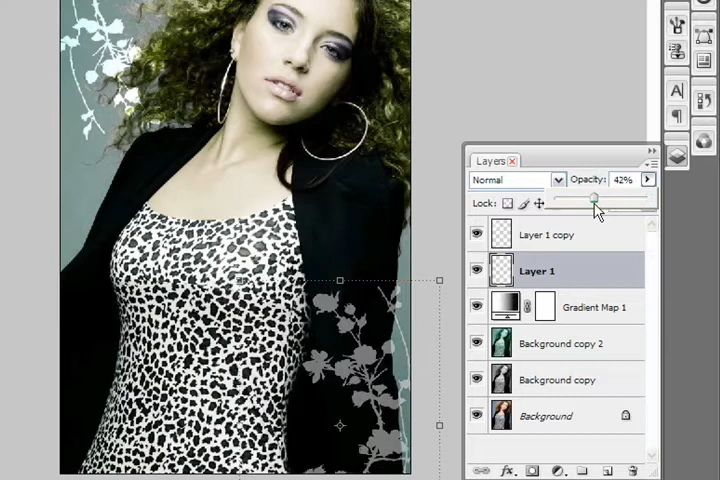 Layers
Normal Opacity: 42%
Lock:
Layer 1 copy
Layer 1
Gradient Map 1
Background copy 2
Background copy
Background
fx
A